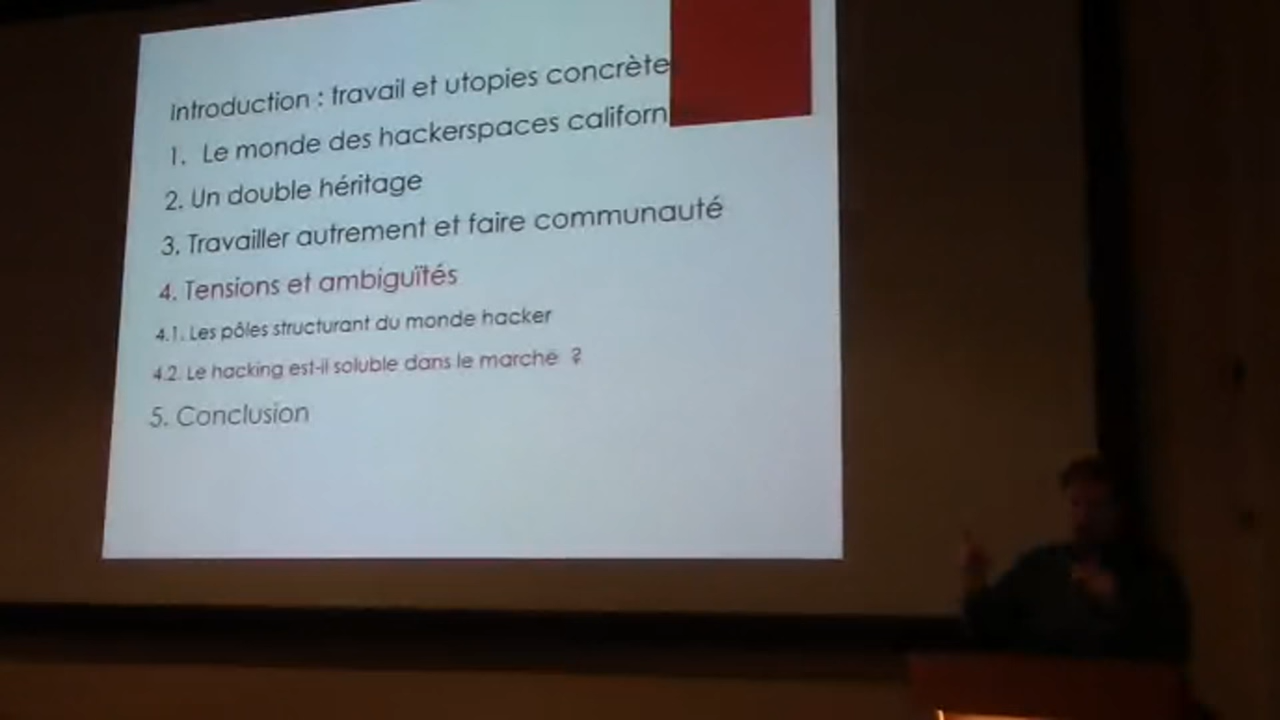 Introduction : travail et utopies concrète
1. Le monde des hackerspaces californ
2. Un double héritage
3. Travailler autrement et faire communauté
4. Tensions et ambiguïtés
4.1. Les pôles structurant du monde hacker
4.2. Le hacking est-il soluble dans le marché ?
5. Conclusion